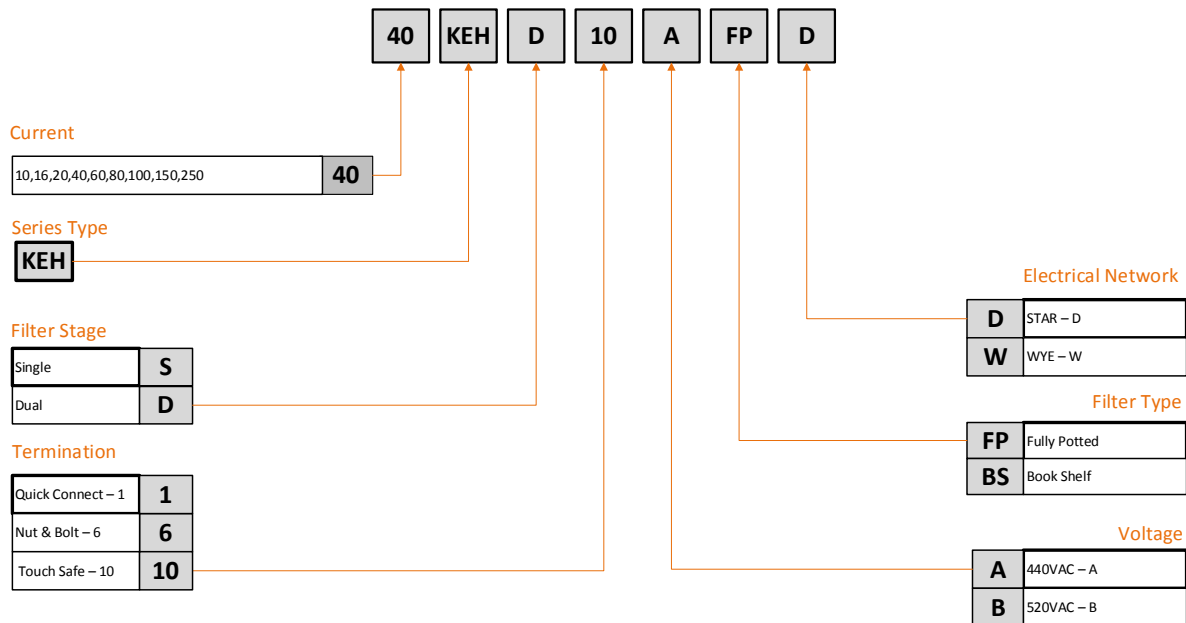 40 KEH D 10 A FP D
Current
10,16,20,40,60,80,100,150,250 40
Series Type
KEH
Filter Stage
Single S
Dual D
Termination
Quick Connect – 1 1
Nut & Bolt – 6 6
Touch Safe – 10 10
Electrical Network
D STAR – D
W WYE – W
Filter Type
FP Fully Potted
BS Book Shelf
Voltage
A 440VAC – A
B 520VAC – B